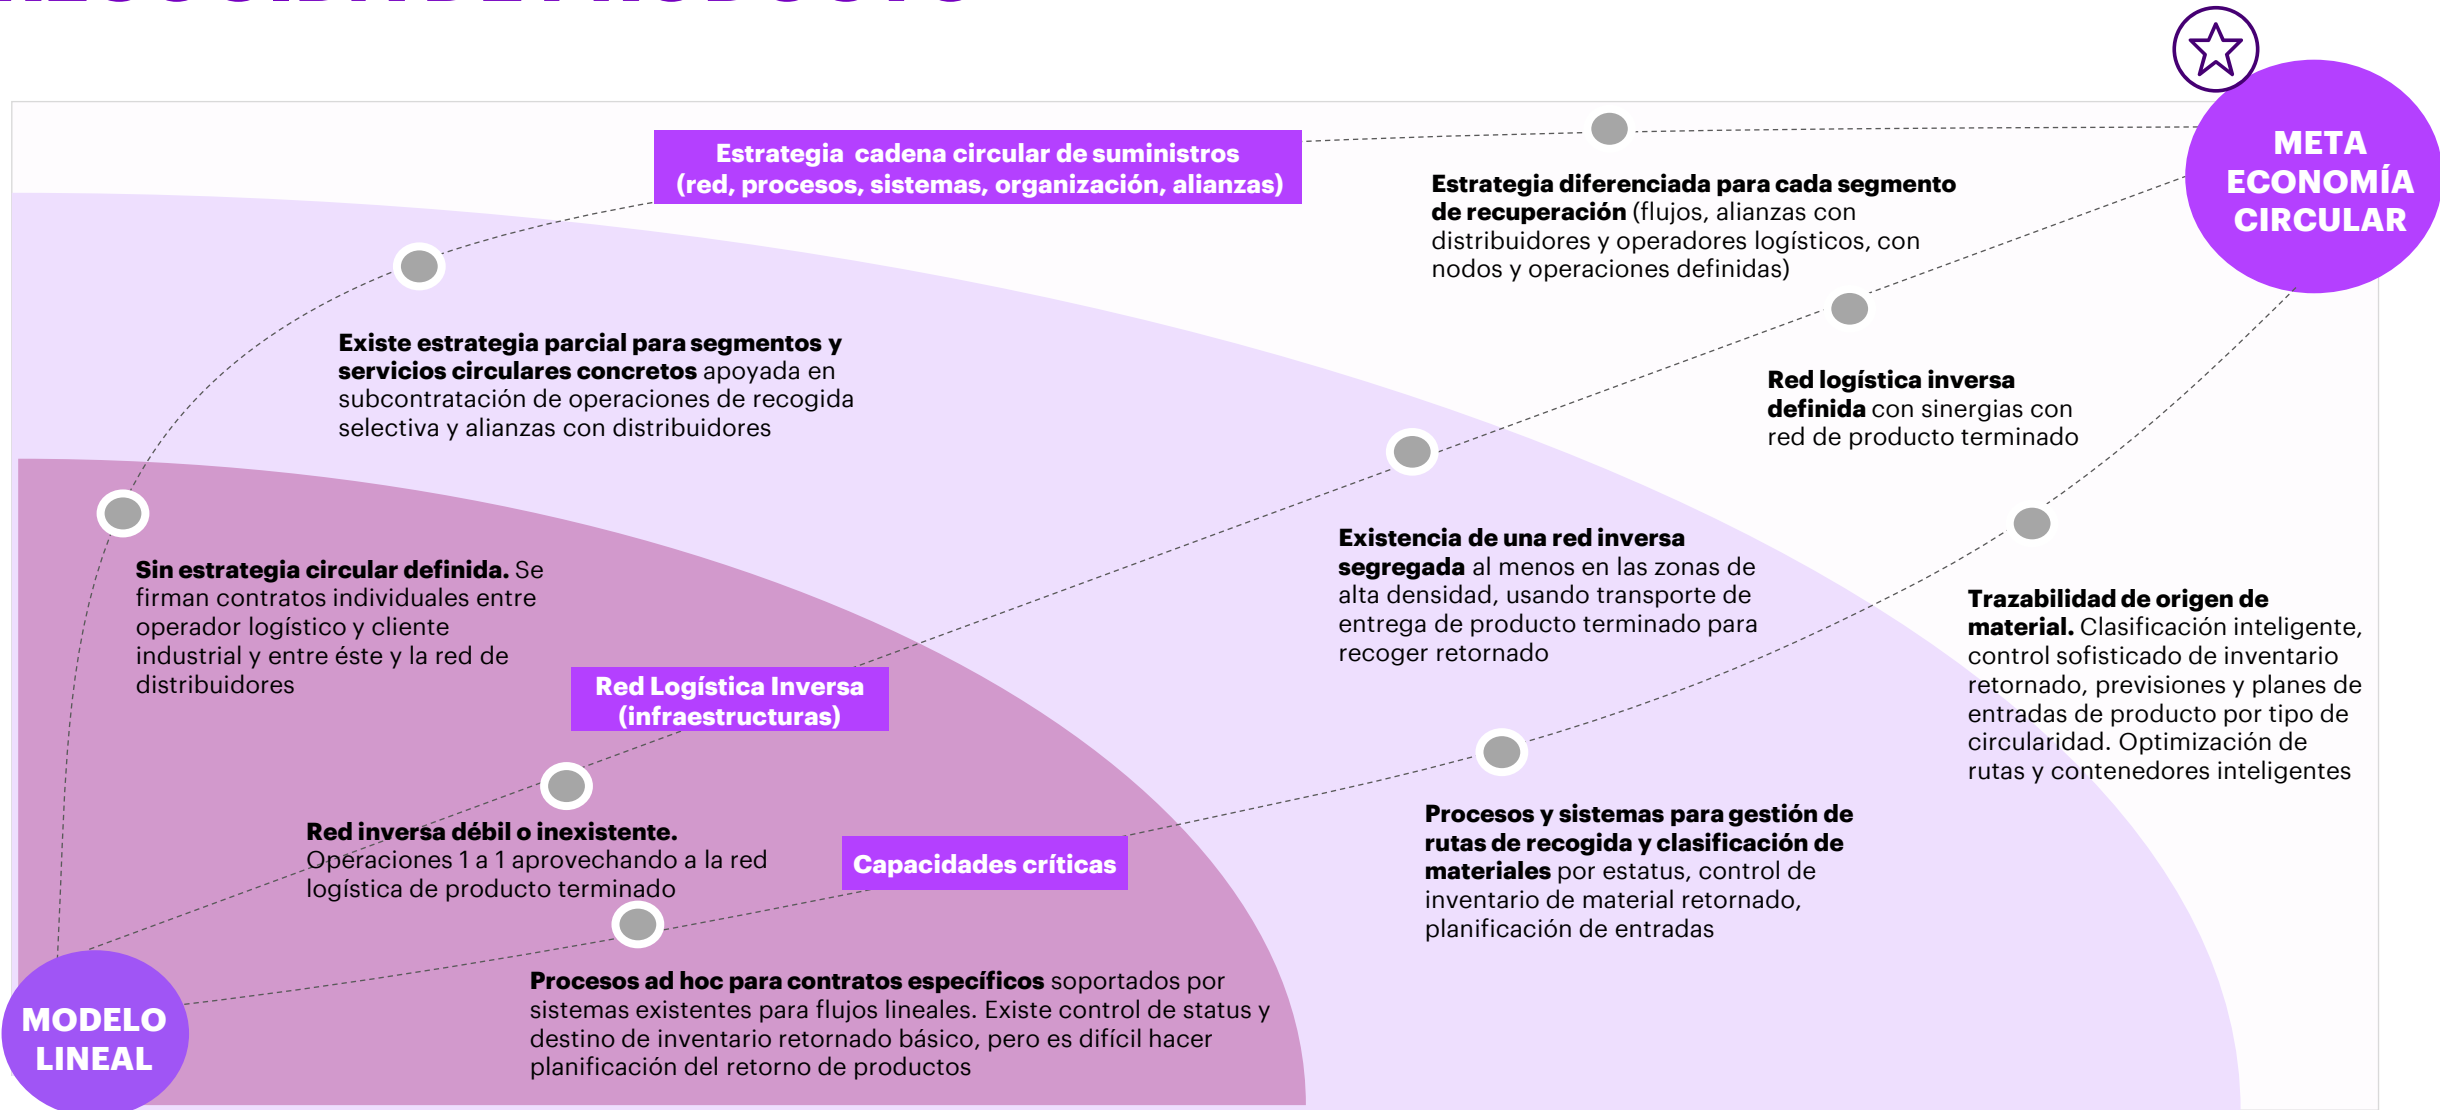 RECOGIDA DE PRODUCTO
META
ECONOMÍA
CIRCULAR
Estrategia cadena circular de suministros
(red, procesos, sistemas, organización, alianzas)
Estrategia diferenciada para cada segmento
de recuperación (flujos, alianzas con
distribuidores y operadores logísticos, con
nodos y operaciones definidas)
Existe estrategia parcial para segmentos y
servicios circulares concretos apoyada en
subcontratación de operaciones de recogida
selectiva y alianzas con distribuidores
Red logística inversa
definida con sinergias con
red de producto terminado
Sin estrategia circular definida. Se
firman contratos individuales entre
operador logístico y cliente
industrial y entre éste y la red de
distribuidores
Existencia de una red inversa
segregada al menos en las zonas de
alta densidad, usando transporte de
entrega de producto terminado para
recoger retornado
Trazabilidad de origen de
material. Clasificación inteligente,
control sofisticado de inventario
retornado, previsiones y planes de
entradas de producto por tipo de
circularidad. Optimización de
rutas y contenedores inteligentes
Red Logística Inversa
(infraestructuras)
Red inversa débil o inexistente.
Operaciones 1 a 1 aprovechando a la red
logística de producto terminado
Capacidades críticas
Procesos y sistemas para gestión de
rutas de recogida y clasificación de
materiales por estatus, control de
inventario de material retornado,
planificación de entradas
Procesos ad hoc para contratos específicos soportados por
sistemas existentes para flujos lineales. Existe control de status y
destino de inventario retornado básico, pero es difícil hacer
planificación del retorno de productos
MODELO
LINEAL